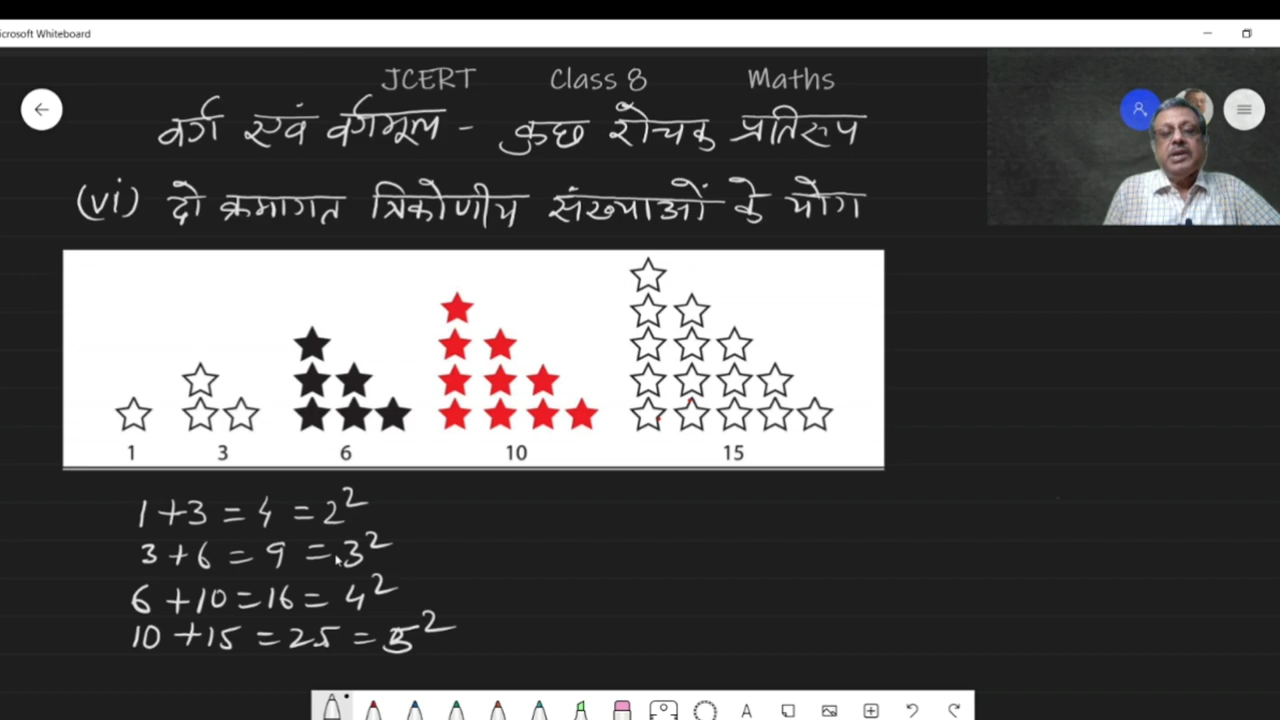 icrosoft Whiteboard
JCERT Class 8 Maths
वर्ग एवं वर्गमूल - कुछ रोचक प्रतिरुप
(vi) दो क्रमागत त्रिकोणीय संख्याओं के योग
1 3 6 10 15
1 + 3 = 4 = 2²
3 + 6 = 9 = 3²
6 + 10 = 16 = 4²
10 + 15 = 25 = 5²
A